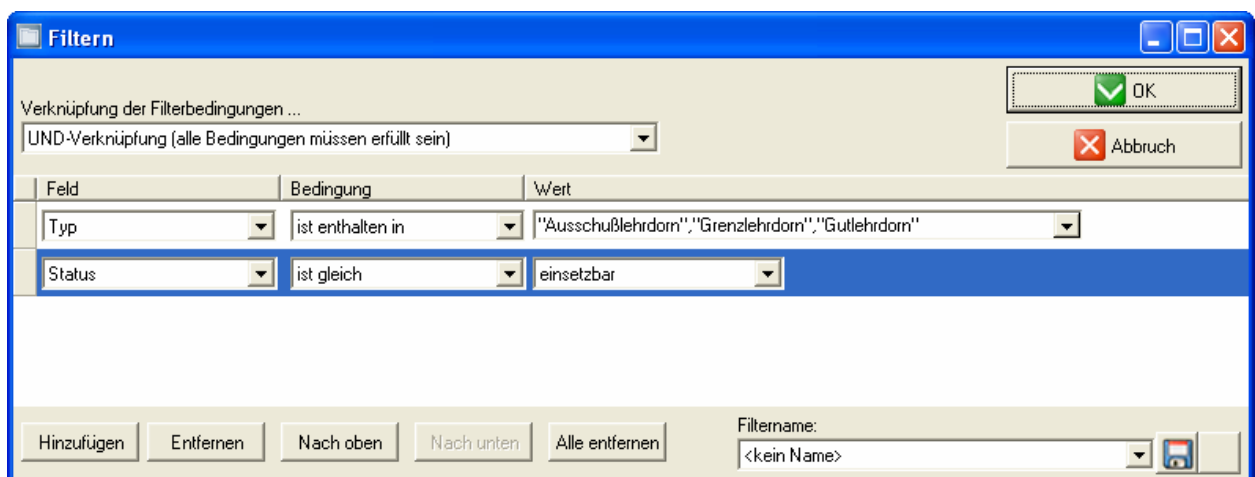 Filtern
OK
Verknüpfung der Filterbedingungen ...
UND-Verknüpfung (alle Bedingungen müssen erfüllt sein)
Abbruch
Feld Bedingung Wert
Typ ist enthalten in "Ausschußlehrdorn","Grenzlehrdorn","Gutlehrdorn"
Status ist gleich einsetzbar
Filtername:
Hinzufügen Entfernen Nach oben Nach unten Alle entfernen
<kein Name>